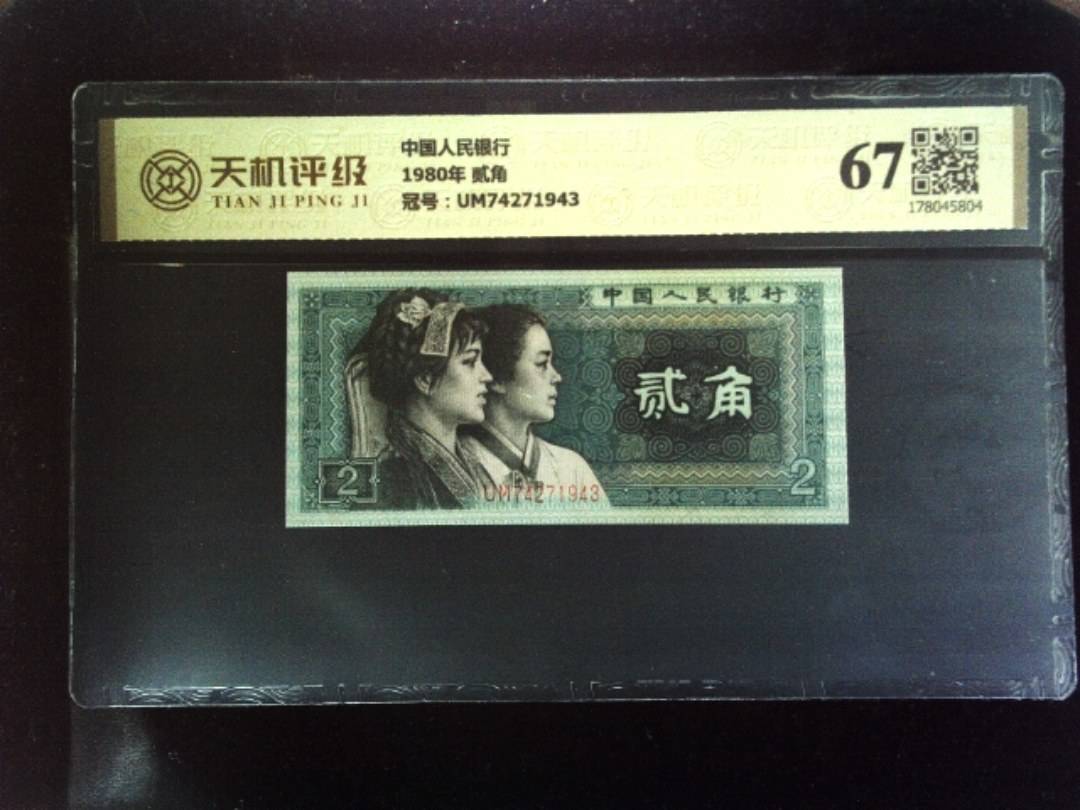 天机评级
TIAN JI PING JI
中国人民银行
1980年 贰角
冠号：UM74271943
67
178045804
中国人民银行
贰角
2
UM74271943
2